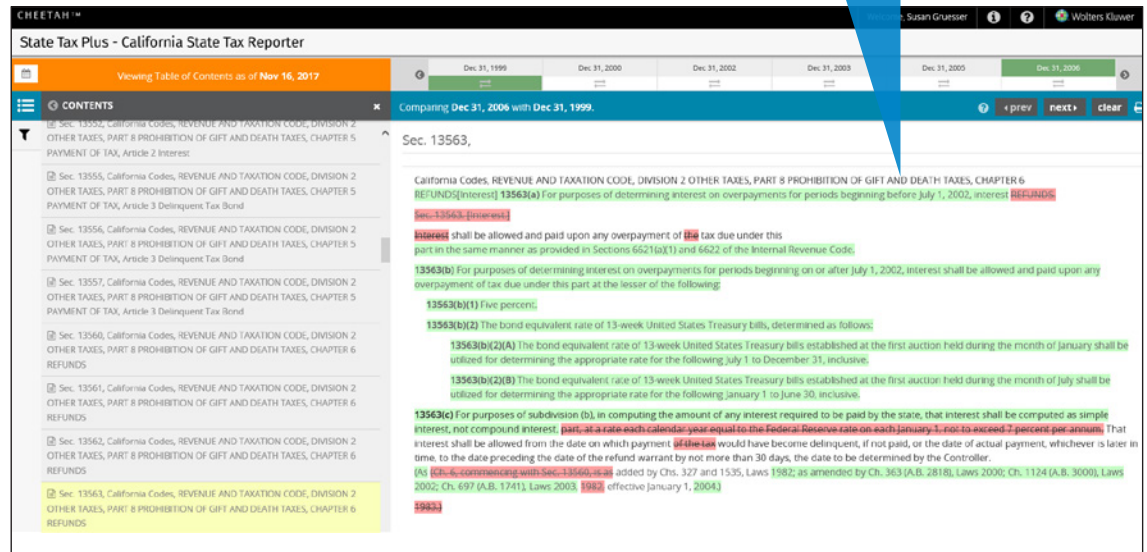 CHEETAH™
Susan Gruesser
Wolters Kluwer
State Tax Plus - California State Tax Reporter
Viewing Table of Contents as of Nov 16, 2017
Dec 31, 1999
Dec 31, 2000
Dec 31, 2002
Dec 31, 2003
Dec 31, 2005
Dec 31, 2006
CONTENTS
Comparing Dec 31, 2006 with Dec 31, 1999.
prev
next
clear
Sec. 13552, California Codes, REVENUE AND TAXATION CODE, DIVISION 2
OTHER TAXES, PART 8 PROHIBITION OF GIFT AND DEATH TAXES, CHAPTER 5
PAYMENT OF TAX, Article 2 Interest
Sec. 13555, California Codes, REVENUE AND TAXATION CODE, DIVISION 2
OTHER TAXES, PART 8 PROHIBITION OF GIFT AND DEATH TAXES, CHAPTER 5
PAYMENT OF TAX, Article 3 Delinquent Tax Bond
Sec. 13556, California Codes, REVENUE AND TAXATION CODE, DIVISION 2
OTHER TAXES, PART 8 PROHIBITION OF GIFT AND DEATH TAXES, CHAPTER 5
PAYMENT OF TAX, Article 3 Delinquent Tax Bond
Sec. 13557, California Codes, REVENUE AND TAXATION CODE, DIVISION 2
OTHER TAXES, PART 8 PROHIBITION OF GIFT AND DEATH TAXES, CHAPTER 5
PAYMENT OF TAX, Article 3 Delinquent Tax Bond
Sec. 13560, California Codes, REVENUE AND TAXATION CODE, DIVISION 2
OTHER TAXES, PART 8 PROHIBITION OF GIFT AND DEATH TAXES, CHAPTER 6
REFUNDS
Sec. 13561, California Codes, REVENUE AND TAXATION CODE, DIVISION 2
OTHER TAXES, PART 8 PROHIBITION OF GIFT AND DEATH TAXES, CHAPTER 6
REFUNDS
Sec. 13562, California Codes, REVENUE AND TAXATION CODE, DIVISION 2
OTHER TAXES, PART 8 PROHIBITION OF GIFT AND DEATH TAXES, CHAPTER 6
REFUNDS
Sec. 13563, California Codes, REVENUE AND TAXATION CODE, DIVISION 2
OTHER TAXES, PART 8 PROHIBITION OF GIFT AND DEATH TAXES, CHAPTER 6
REFUNDS
Sec. 13563,
California Codes, REVENUE AND TAXATION CODE, DIVISION 2 OTHER TAXES, PART 8 PROHIBITION OF GIFT AND DEATH TAXES, CHAPTER 6
REFUNDS[Interest] 13563(a) For purposes of determining interest on overpayments for periods beginning before July 1, 2002, interest REFUNDS.
Sec. 13563. [Interest.]
Interest shall be allowed and paid upon any overpayment of the tax due under this
part in the same manner as provided in Sections 6621(a)(1) and 6622 of the Internal Revenue Code.
13563(b) For purposes of determining interest on overpayments for periods beginning on or after July 1, 2002, interest shall be allowed and paid upon any
overpayment of tax due under this part at the lesser of the following:
13563(b)(1) Five percent.
13563(b)(2) The bond equivalent rate of 13-week United States Treasury bills, determined as follows:
13563(b)(2)(A) The bond equivalent rate of 13-week United States Treasury bills established at the first auction held during the month of January shall be
utilized for determining the appropriate rate for the following July 1 to December 31, inclusive.
13563(b)(2)(B) The bond equivalent rate of 13-week United States Treasury bills established at the first auction held during the month of July shall be
utilized for determining the appropriate rate for the following January 1 to June 30, inclusive.
13563(c) For purposes of subdivision (b), in computing the amount of any interest required to be paid by the state, that interest shall be computed as simple
interest, not compound interest. part, at a rate each calendar year equal to the Federal Reserve rate on each January 1, not to exceed 7 percent per annum. That
interest shall be allowed from the date on which payment of the tax would have become delinquent, if not paid, or the date of actual payment, whichever is later in
time, to the date preceding the date of the refund warrant by not more than 30 days, the date to be determined by the Controller.
(As (Ch. 6, commencing with Sec. 13560, is as added by Chs. 327 and 1535, Laws 1982; as amended by Ch. 363 (A.B. 2818), Laws 2000; Ch. 1124 (A.B. 3000), Laws
2002; Ch. 697 (A.B. 1741), Laws 2003, 1982, effective January 1, 2004.)
1983.)